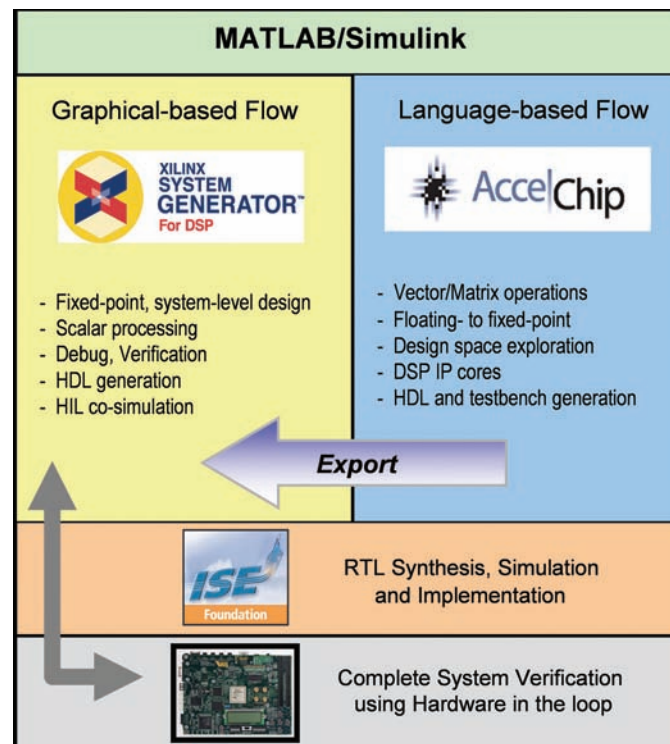 MATLAB/Simulink
Graphical-based Flow
XILINX
SYSTEM
GENERATOR™
For DSP
- Fixed-point, system-level design
- Scalar processing
- Debug, Verification
- HDL generation
- HIL co-simulation
Language-based Flow
AccelChip
- Vector/Matrix operations
- Floating- to fixed-point
- Design space exploration
- DSP IP cores
- HDL and testbench generation
Export
ISE
Foundation
RTL Synthesis, Simulation
and Implementation
Complete System Verification
using Hardware in the loop